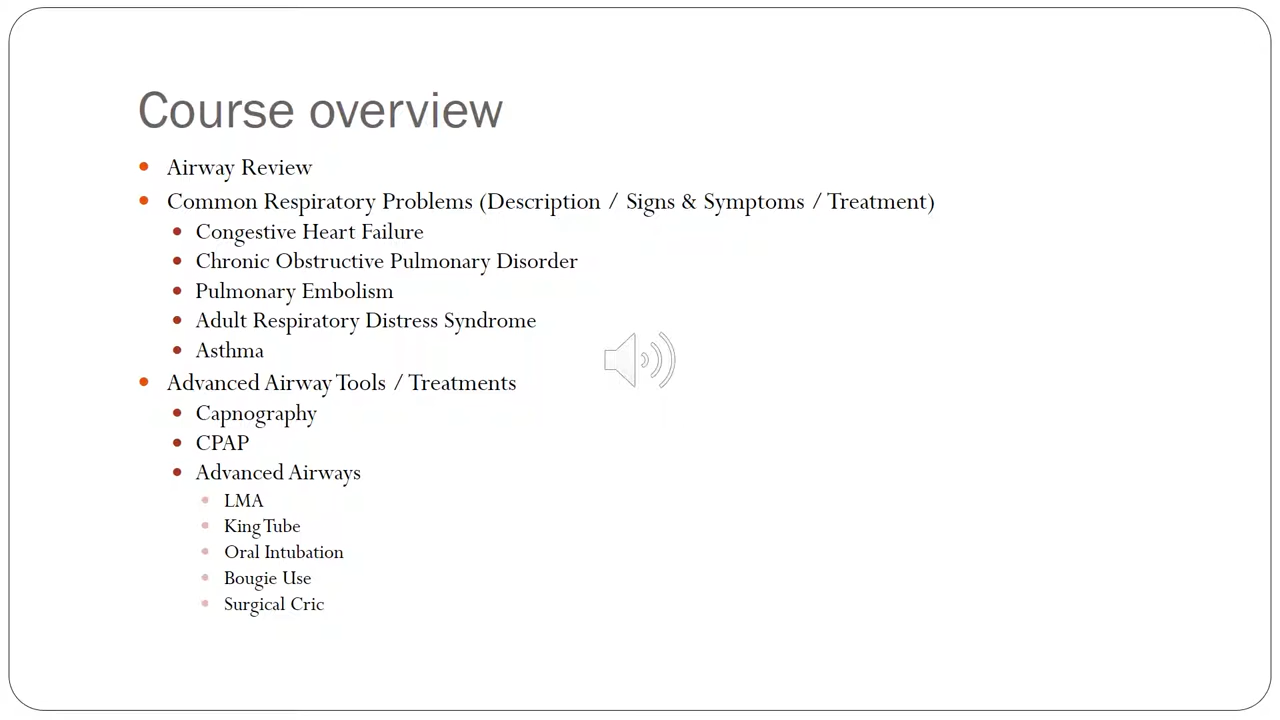 Course overview
Airway Review
Common Respiratory Problems (Description / Signs & Symptoms / Treatment)
Congestive Heart Failure
Chronic Obstructive Pulmonary Disorder
Pulmonary Embolism
Adult Respiratory Distress Syndrome
Asthma
Advanced Airway Tools / Treatments
Capnography
CPAP
Advanced Airways
LMA
King Tube
Oral Intubation
Bougie Use
Surgical Cric